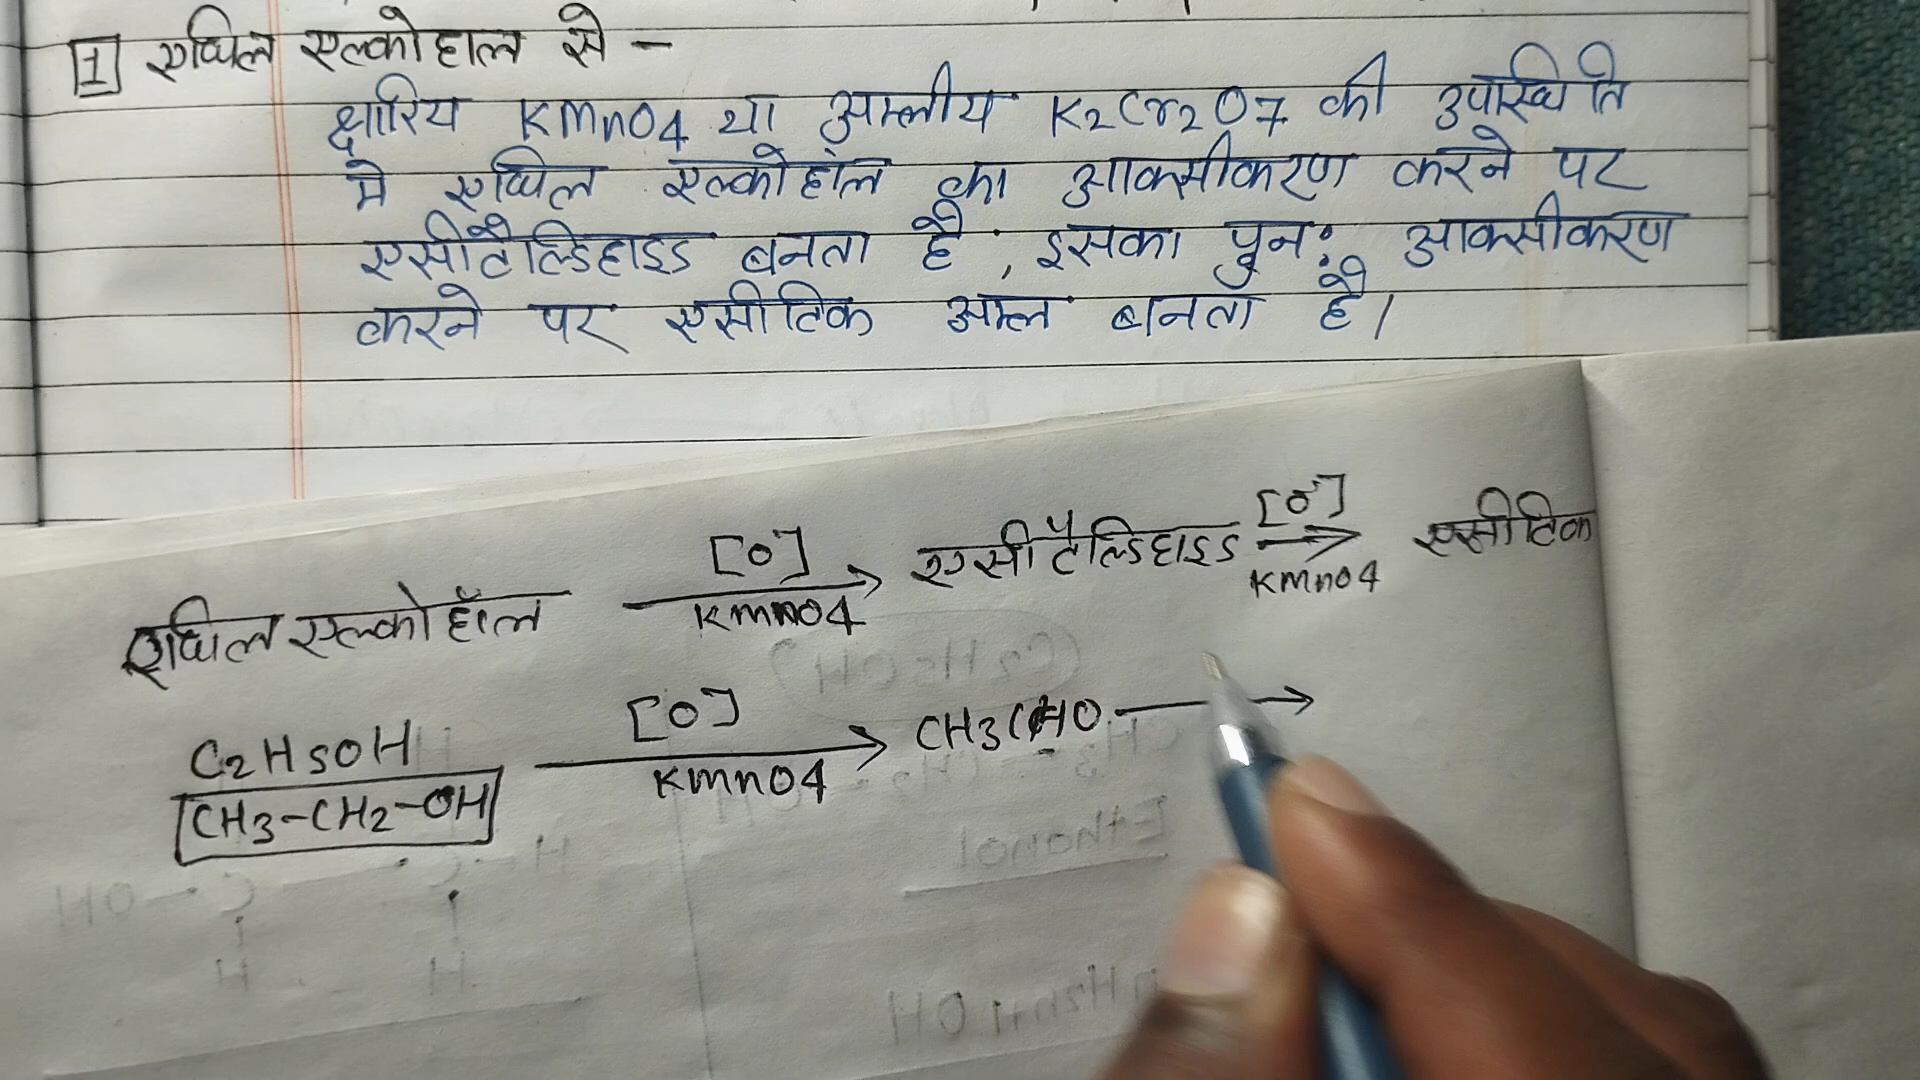 [1] एथिल एल्कोहाल से -
क्षारिय KMnO4 या अम्लीय K2Cr2O7 की उपस्थिति
मे एथिल एल्कोहाल का आक्सीकरण करने पर
एसीटैल्डिहाइड बनता है, इसका पुन: आक्सीकरण
करने पर एसीटिक अम्ल बनता है।
[O] [O]
एथिल एल्कोहॉल → एसीटैल्डिहाइड → एसीटिक
KMnO4 KMnO4
[O]
C2H5OH → CH3CHO →
KMnO4
CH3-CH2-OH